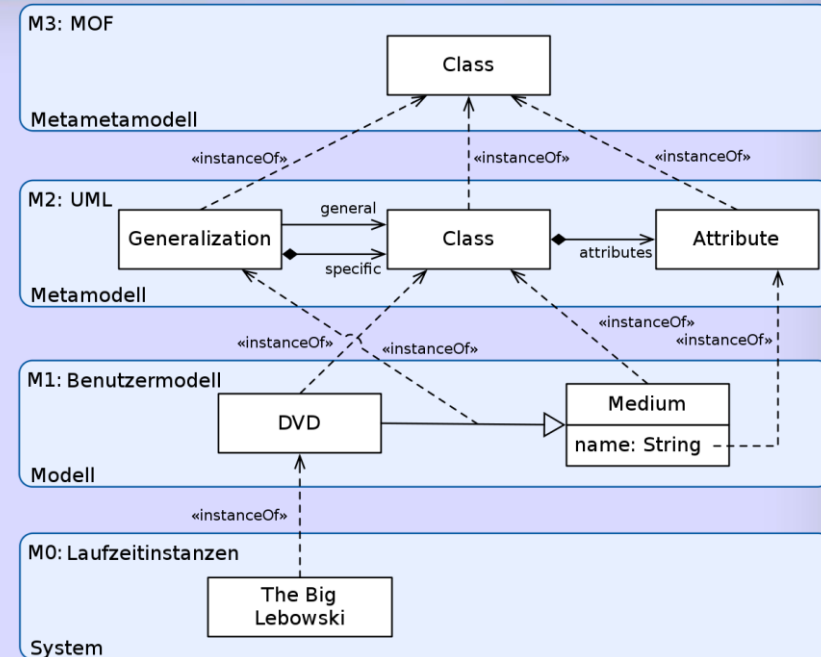 M3: MOF
Class
Metametamodell
«instanceOf»
«instanceOf»
«instanceOf»
M2: UML
general
Generalization
Class
Attribute
specific
attributes
Metamodell
«instanceOf»
«instanceOf»
«instanceOf»
«instanceOf»
M1: Benutzermodell
DVD
Medium
name: String
Modell
«instanceOf»
M0: Laufzeitinstanzen
The Big
Lebowski
System